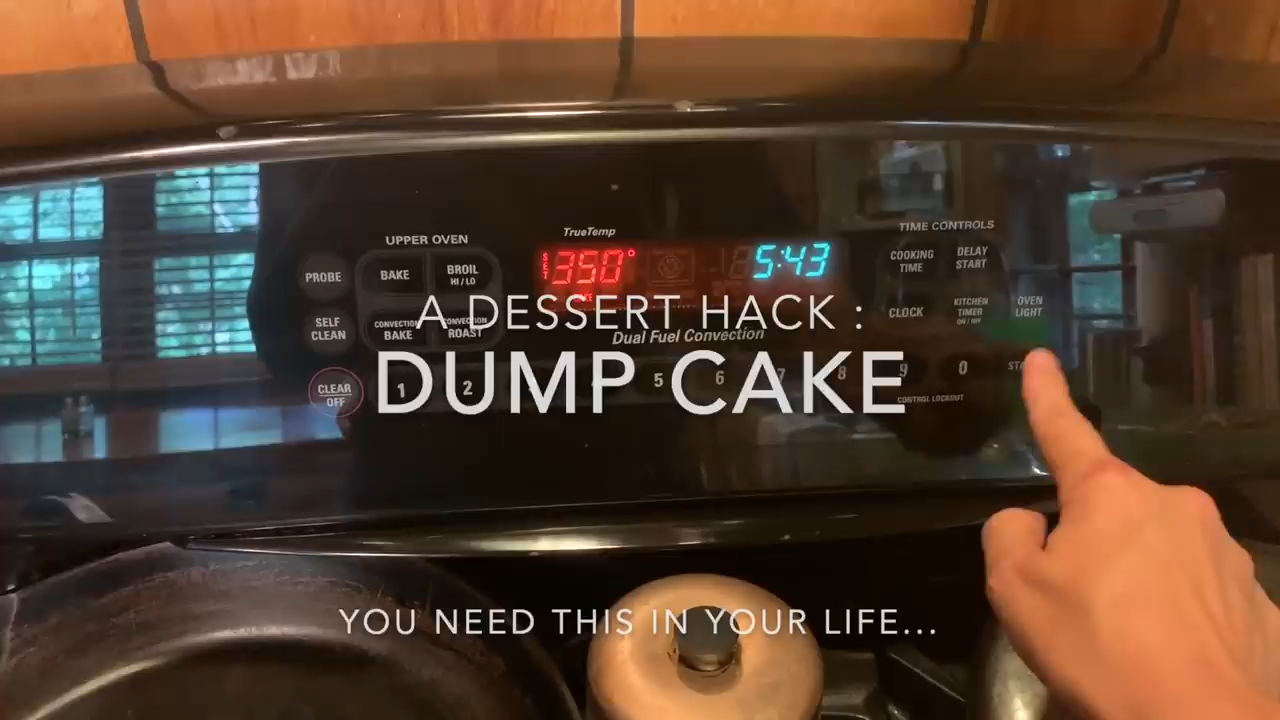 TrueTemp
UPPER OVEN
TIME CONTROLS
PROBE
BAKE
BROIL
HI / LO
SET
350°
5:43
COOKING
TIME
DELAY
START
SELF
CLEAN
CONVECTION
BAKE
CONVECTION
ROAST
CLOCK
KITCHEN
TIMER
ON / OFF
OVEN
LIGHT
A DESSERT HACK :
Dual Fuel Convection
DUMP CAKE
CLEAR
OFF
1
2
5
6
7
8
9
0
CONTROL LOCKOUT
YOU NEED THIS IN YOUR LIFE...